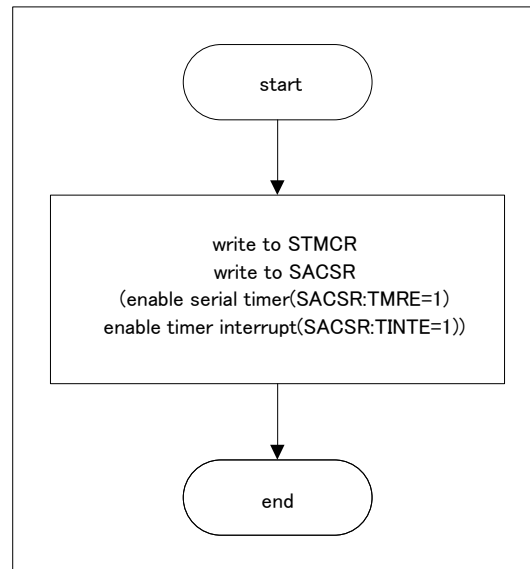 start
write to STMCR
write to SACSR
(enable serial timer(SACSR:TMRE=1)
enable timer interrupt(SACSR:TINTE=1))
end